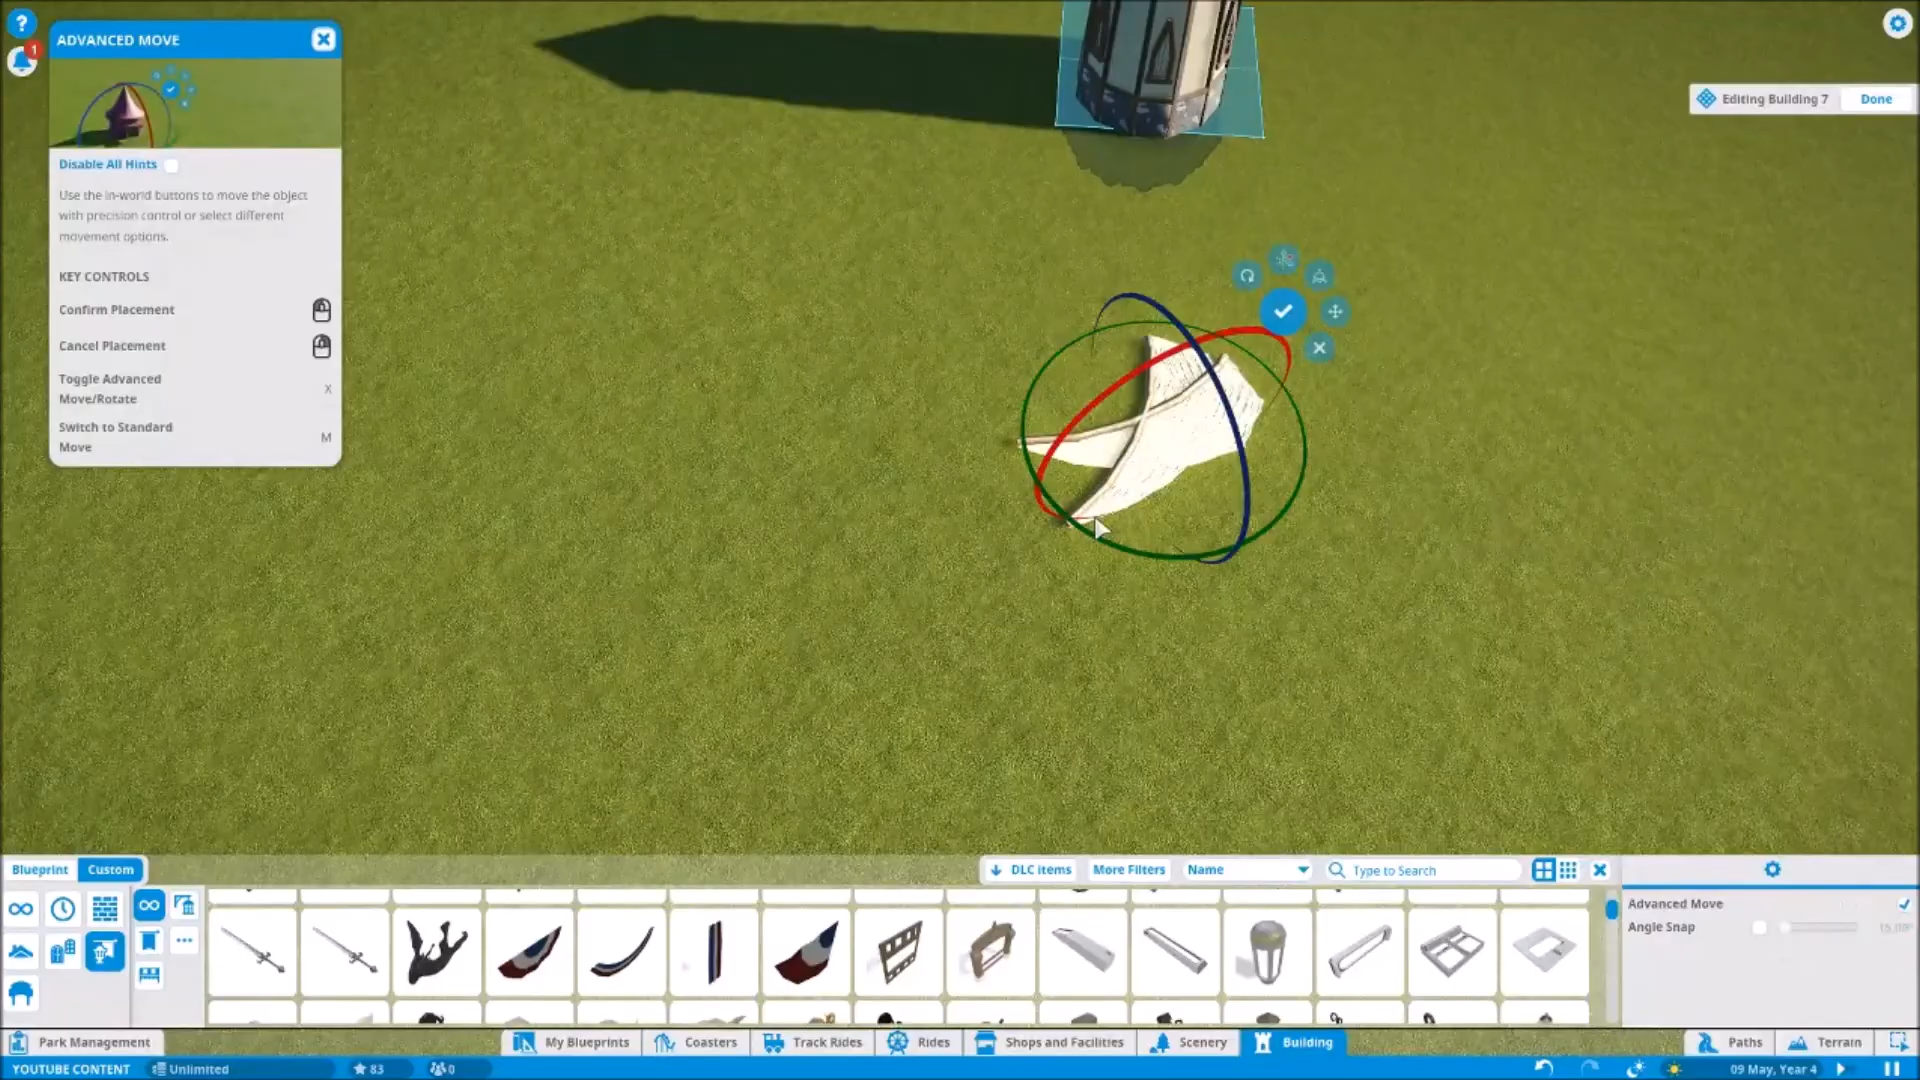 ?
1
ADVANCED MOVE
Disable All Hints
Use the in-world buttons to move the object
with precision control or select different
movement options.
KEY CONTROLS
Confirm Placement
Cancel Placement
Toggle Advanced
Move/Rotate
X
Switch to Standard
Move
M
Editing Building 7
Done
Blueprint
Custom
DLC items
More Filters
Name
Type to Search
Advanced Move
Angle Snap
15.00°
Park Management
My Blueprints
Coasters
Track Rides
Rides
Shops and Facilities
Scenery
Building
Paths
Terrain
YOUTUBE CONTENT
Unlimited
83
0
09 May, Year 4